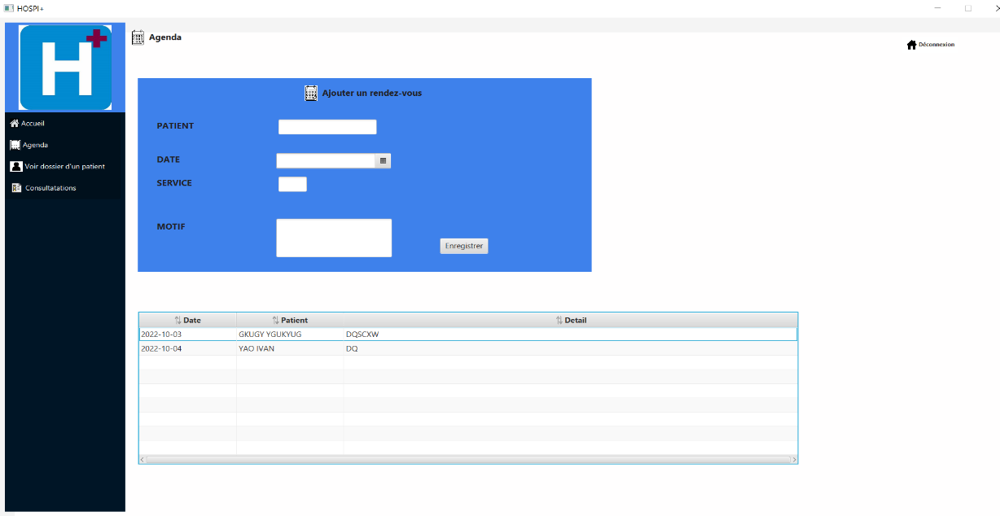 HOSPI+
H+
Agenda
Déconnexion
Accueil
Agenda
Voir dossier d'un patient
Consultatations
Ajouter un rendez-vous
PATIENT
DATE
SERVICE
MOTIF
Enregistrer
Date Patient Detail
2022-10-03 GKUGY YGUKYUG DQSCXW
2022-10-04 YAO IVAN DQ